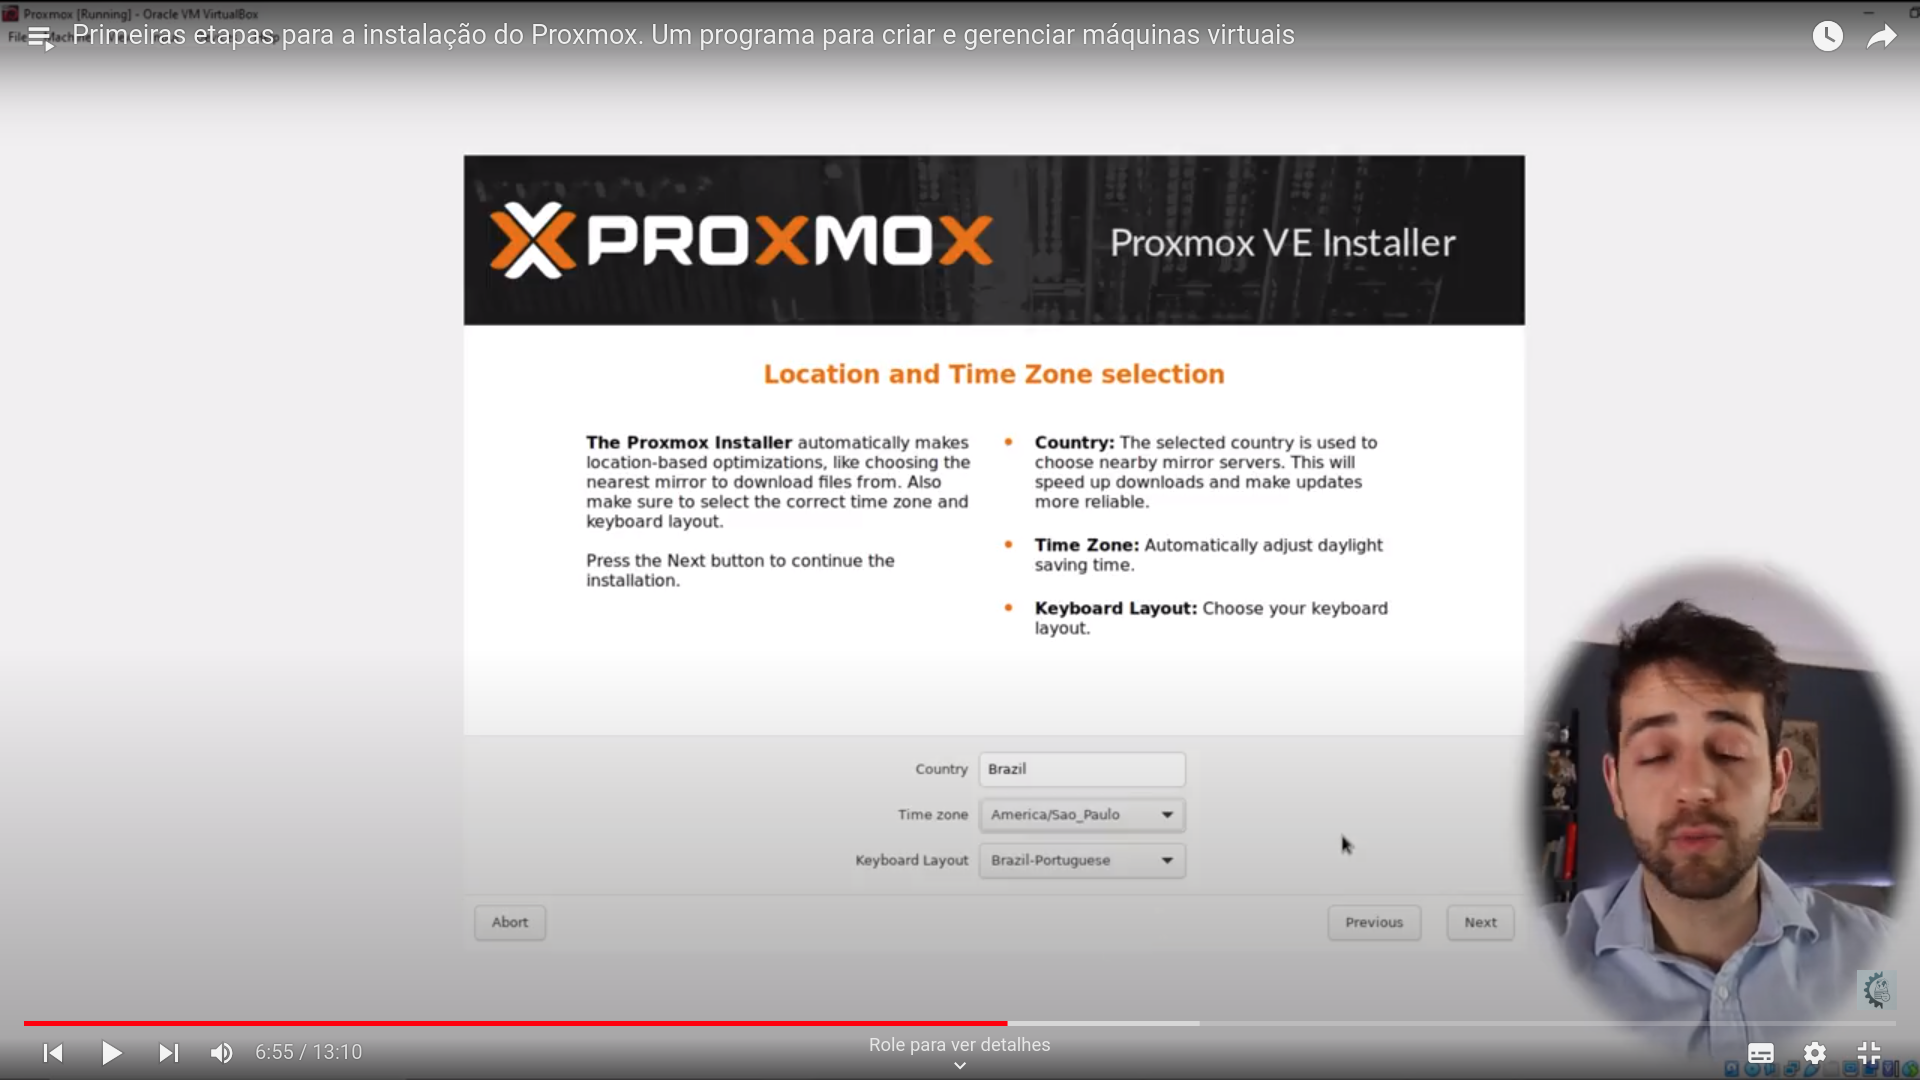 Proxmox [Running] - Oracle VM VirtualBox
File
Primeiras etapas para a instalação do Proxmox. Um programa para criar e gerenciar máquinas virtuais
PROXMOX
Proxmox VE Installer
Location and Time Zone selection
The Proxmox Installer automatically makes
location-based optimizations, like choosing the
nearest mirror to download files from. Also
make sure to select the correct time zone and
keyboard layout.
Press the Next button to continue the
installation.
Country: The selected country is used to
choose nearby mirror servers. This will
speed up downloads and make updates
more reliable.
Time Zone: Automatically adjust daylight
saving time.
Keyboard Layout: Choose your keyboard
layout.
Country Brazil
Time zone America/Sao_Paulo
Keyboard Layout Brazil-Portuguese
Abort
Previous
Next
6:55 / 13:10
Role para ver detalhes